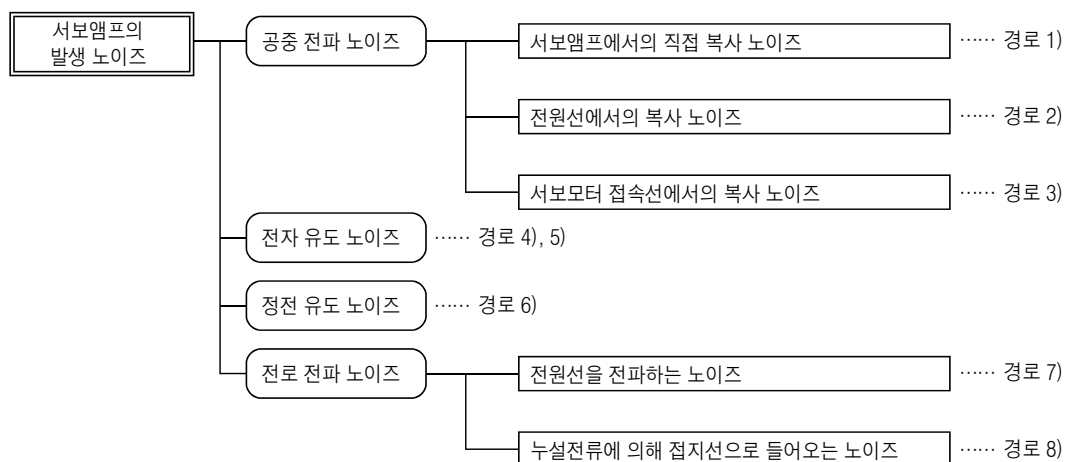 서보앰프의
발생 노이즈
공중 전파 노이즈
서보앰프에서의 직접 복사 노이즈 …… 경로 1)
전원선에서의 복사 노이즈 …… 경로 2)
서보모터 접속선에서의 복사 노이즈 …… 경로 3)
전자 유도 노이즈 …… 경로 4), 5)
정전 유도 노이즈 …… 경로 6)
전로 전파 노이즈
전원선을 전파하는 노이즈 …… 경로 7)
누설전류에 의해 접지선으로 들어오는 노이즈 …… 경로 8)